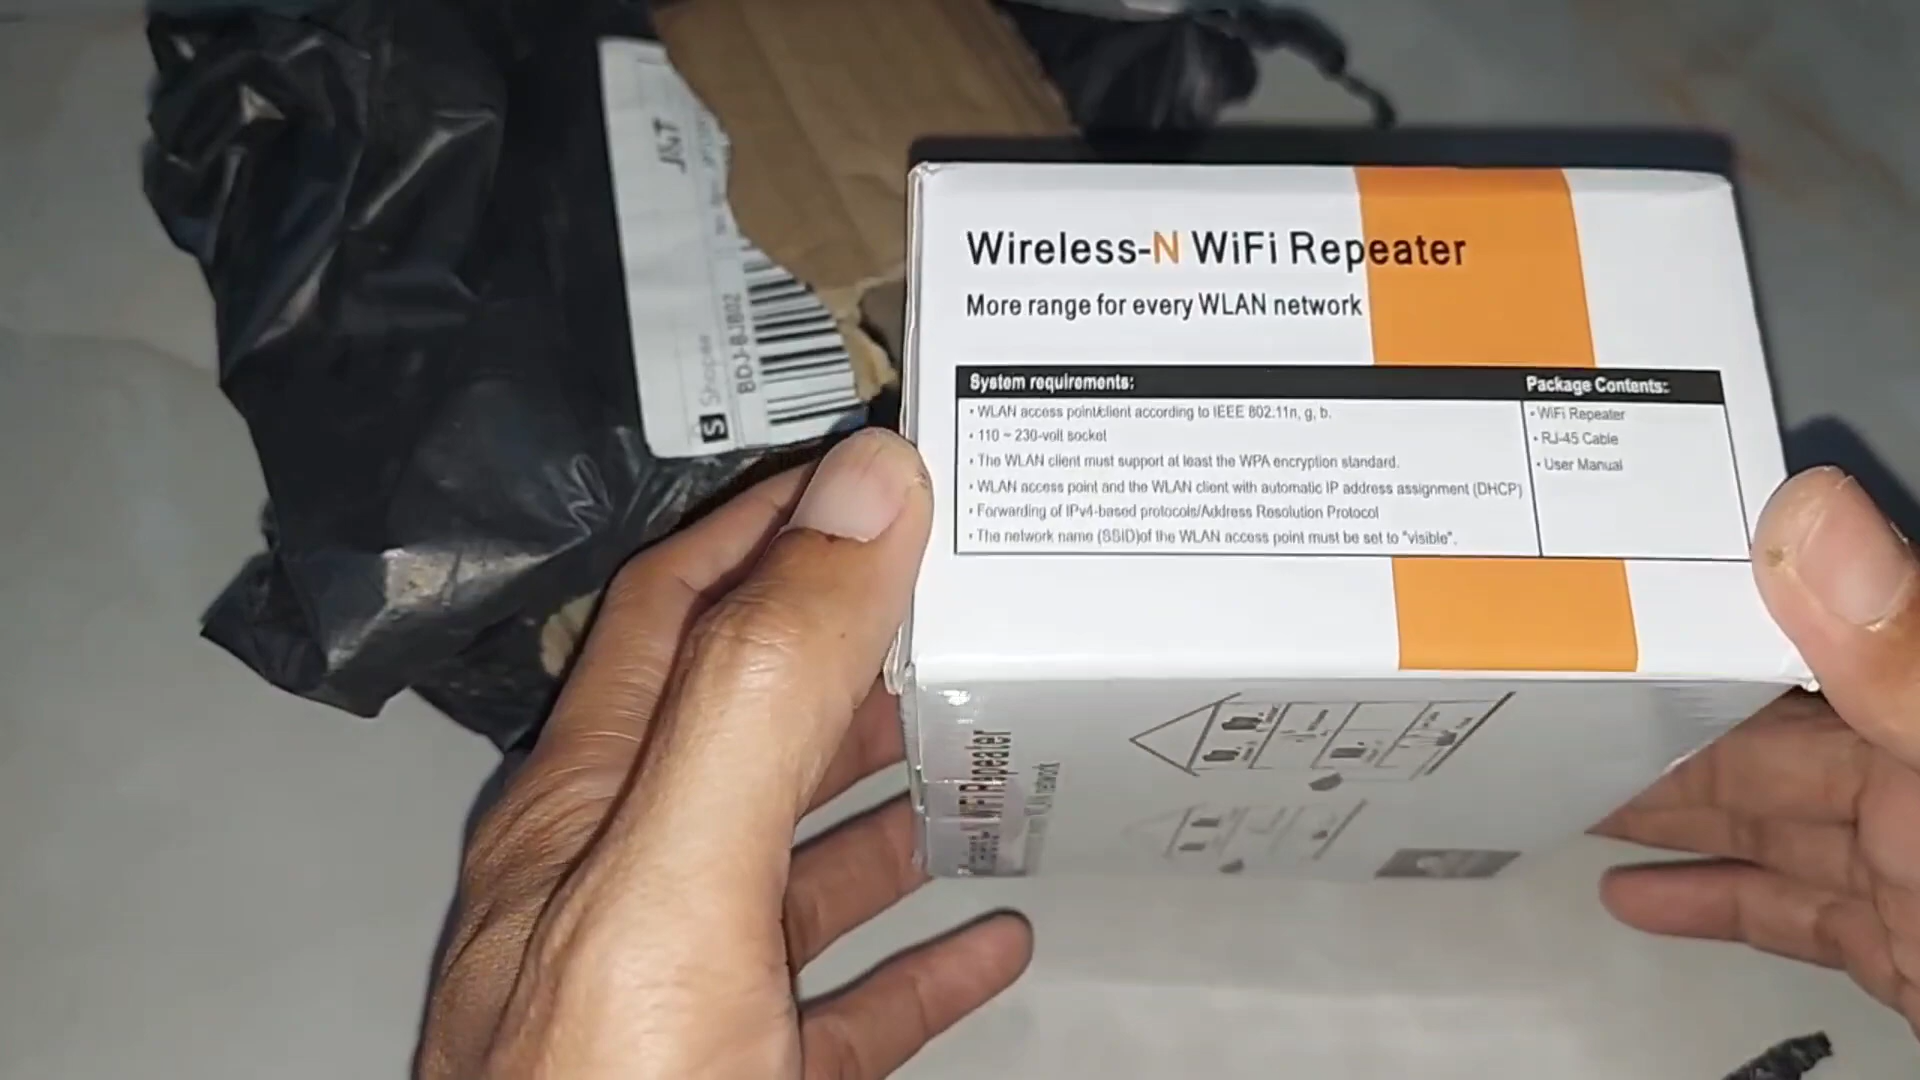 J&T
Shopee
BDJ-BJB02
Wireless-N WiFi Repeater
More range for every WLAN network
System requirements:
• WLAN access point/client according to IEEE 802.11n, g, b.
• 110 ~ 230-volt socket
• The WLAN client must support at least the WPA encryption standard.
• WLAN access point and the WLAN client with automatic IP address assignment (DHCP)
• Forwarding of IPv4-based protocols/Address Resolution Protocol
• The network name (SSID)of the WLAN access point must be set to "visible".
Package Contents:
• WiFi Repeater
• RJ-45 Cable
• User Manual
WiFi Repeater
WLAN network